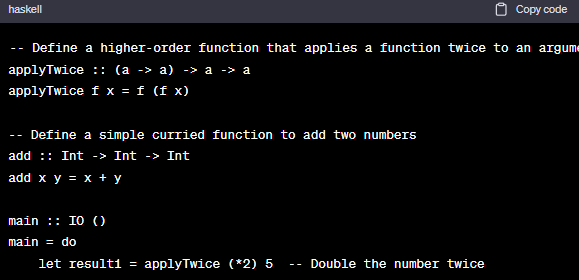 haskell Copy code
-- Define a higher-order function that applies a function twice to an
applyTwice :: (a -> a) -> a -> a
applyTwice f x = f (f x)
-- Define a simple curried function to add two numbers
add :: Int -> Int -> Int
add x y = x + y
main :: IO ()
main = do
    let result1 = applyTwice (*2) 5  -- Double the number twice